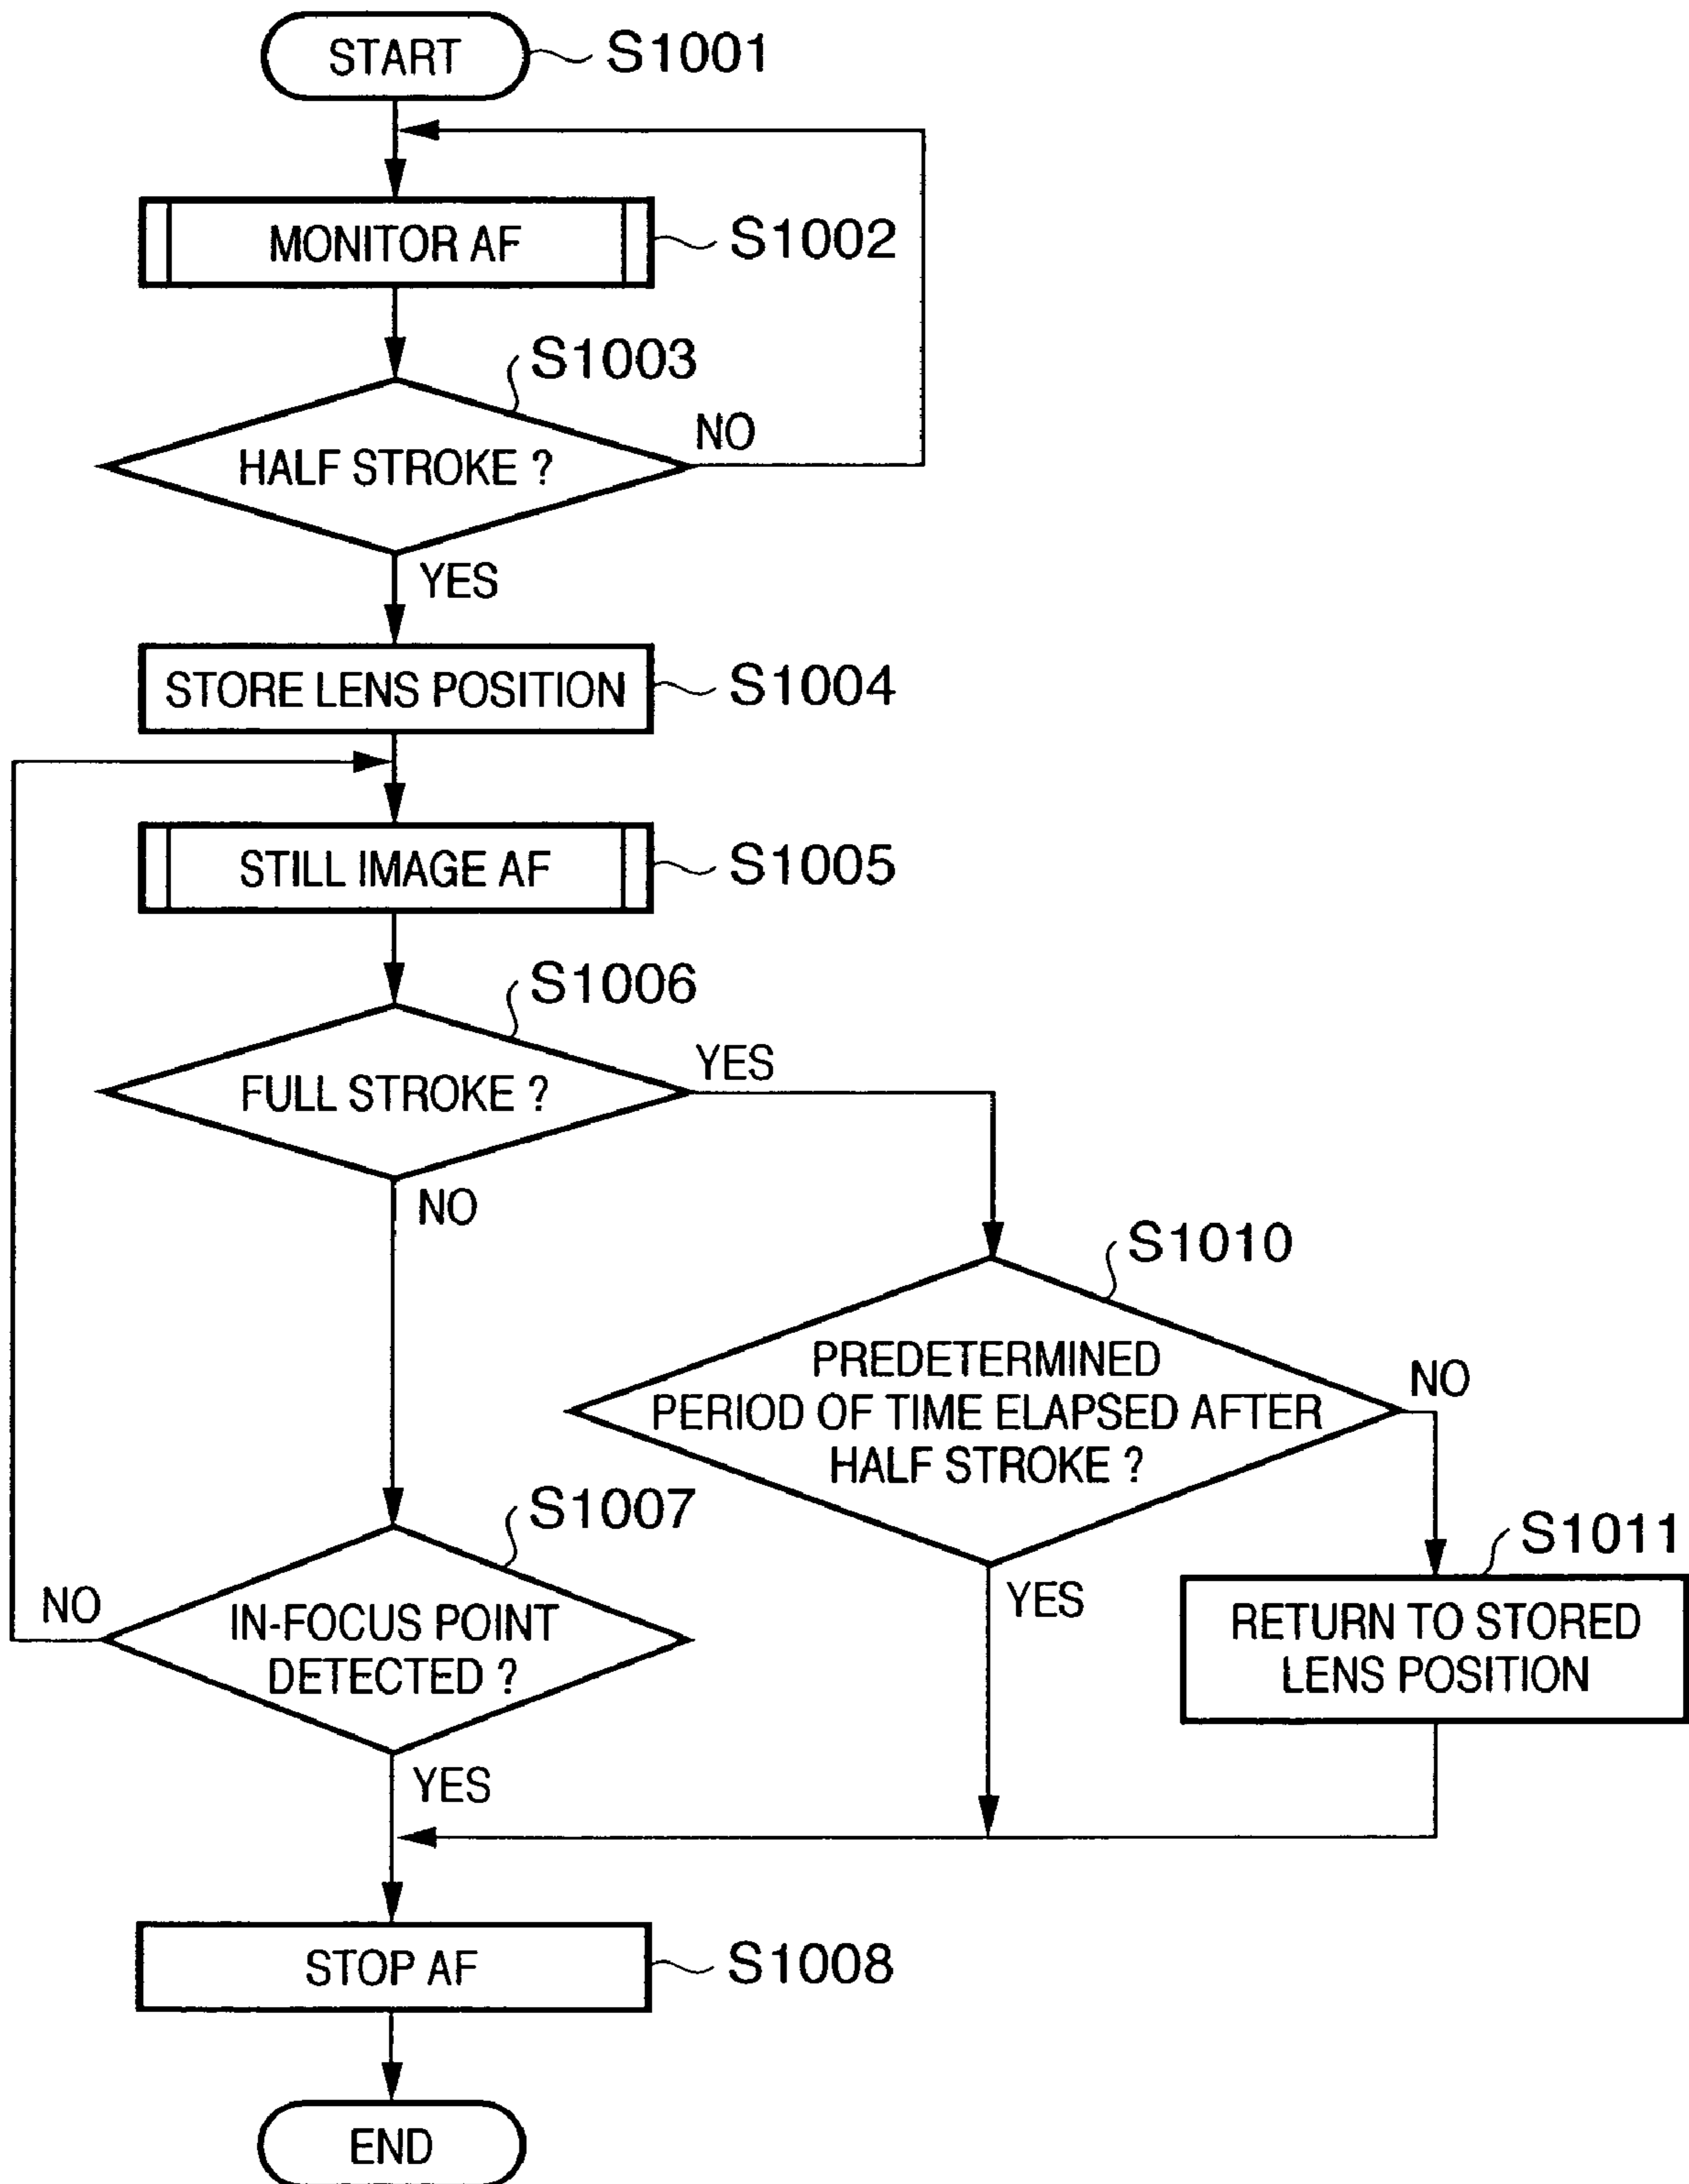 START
S1001
MONITOR AF
S1002
S1003
HALF STROKE ?
NO
YES
STORE LENS POSITION
S1004
STILL IMAGE AF
S1005
S1006
FULL STROKE ?
YES
NO
S1010
PREDETERMINED
PERIOD OF TIME ELAPSED AFTER
HALF STROKE ?
NO
YES
S1011
RETURN TO STORED
LENS POSITION
S1007
IN-FOCUS POINT
DETECTED ?
NO
YES
STOP AF
S1008
END